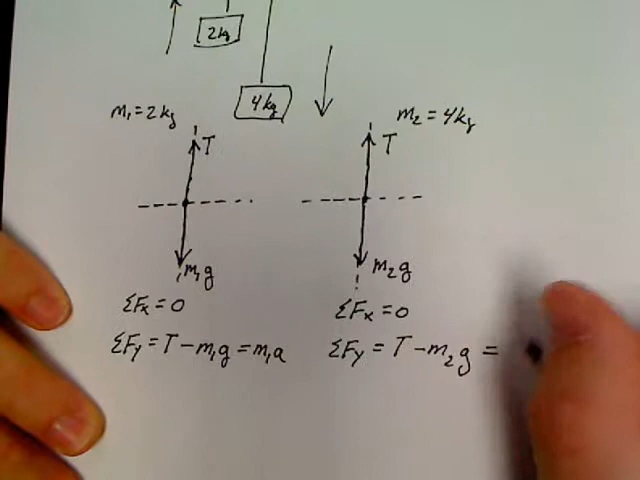 2kg
4kg
m₁ = 2kg
m₂ = 4kg
T
T
m₁g
m₂g
ΣFx = 0
ΣFx = 0
ΣFy = T − m₁g = m₁a
ΣFy = T − m₂g =